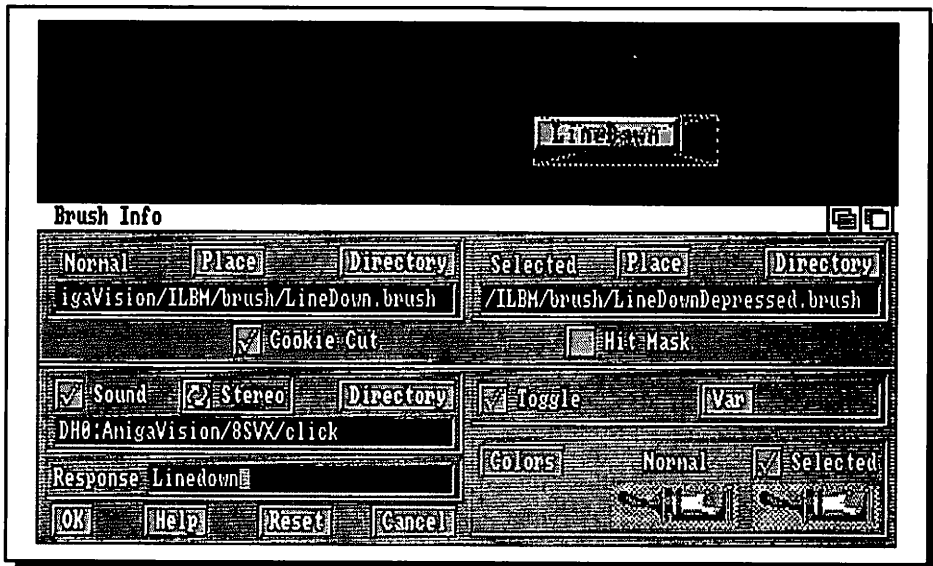 LineDown
Brush Info
Normal Place Directory Selected Place Directory
igaVision/ILBM/brush/LineDown.brush /ILBM/brush/LineDownDepressed.brush
Cookie Cut Hit Mask
Sound Stereo Directory Toggle Var
DH0:AmigaVision/8SVX/click
Colors Normal Selected
Response Linedown
OK Help Reset Cancel